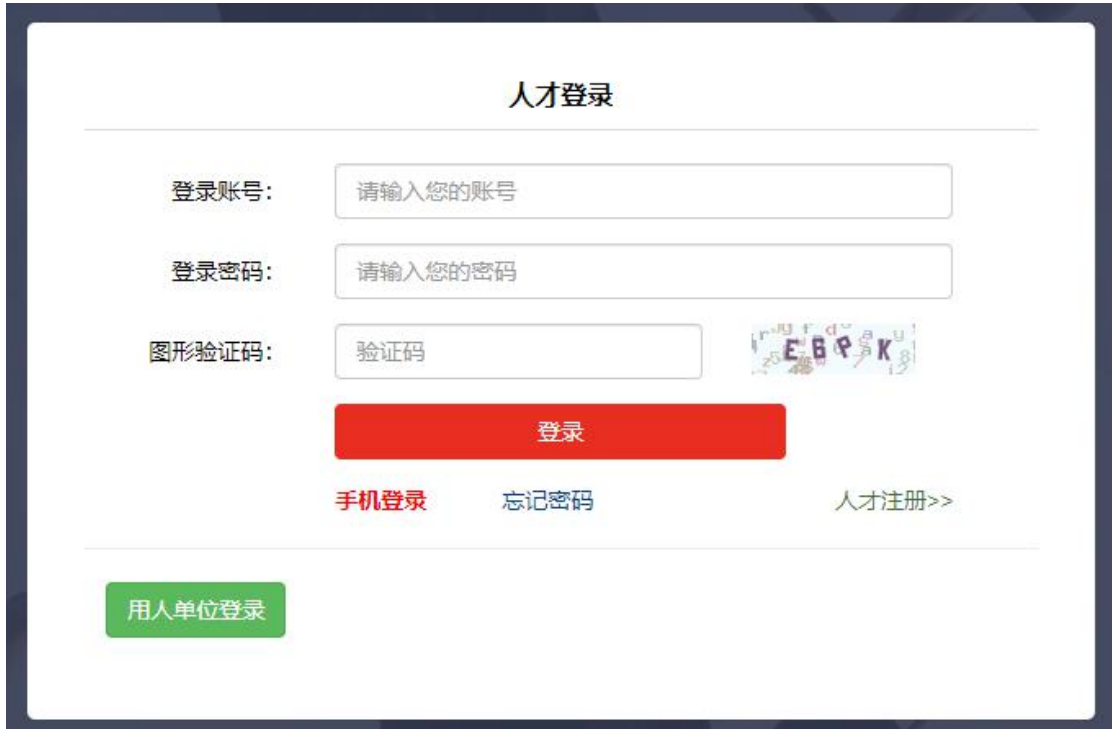 人才登录
登录账号： 请输入您的账号
登录密码： 请输入您的密码
图形验证码： 验证码
登录
手机登录 忘记密码 人才注册>>
用人单位登录